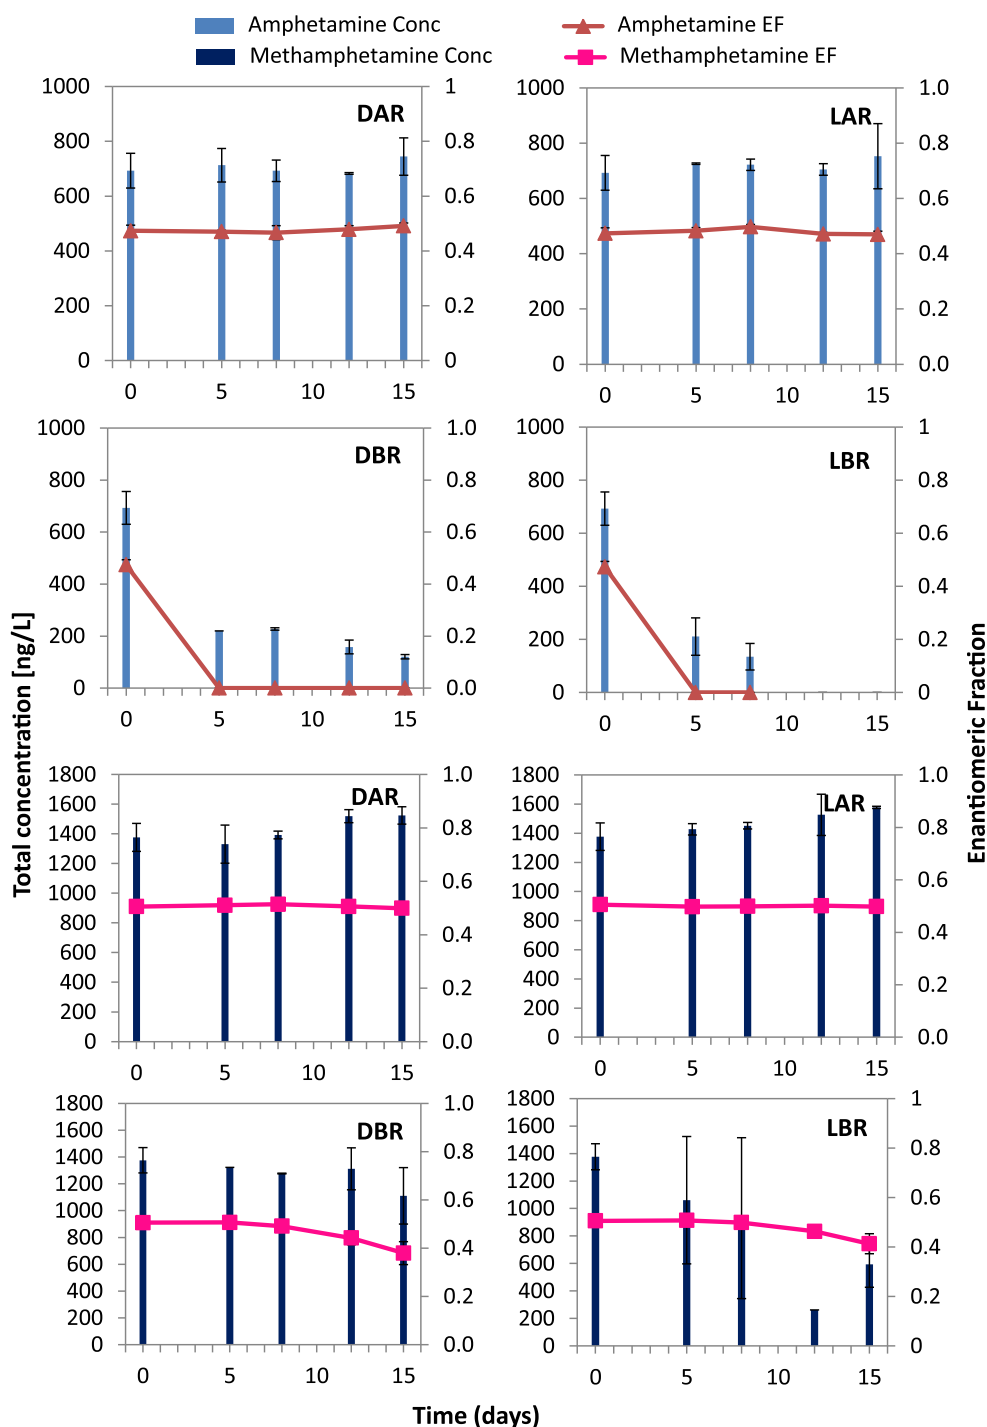 Amphetamine Conc Amphetamine EF
Methamphetamine Conc Methamphetamine EF
Total concentration [ng/L]
Enantiomeric Fraction
DAR
1000 800 600 400 200 0
1 0.8 0.6 0.4 0.2 0
0 5 10 15
LAR
1000 800 600 400 200 0
1.0 0.8 0.6 0.4 0.2 0.0
0 5 10 15
DBR
1000 800 600 400 200 0
1.0 0.8 0.6 0.4 0.2 0.0
0 5 10 15
LBR
1000 800 600 400 200 0
1 0.8 0.6 0.4 0.2 0
0 5 10 15
DAR
1800 1600 1400 1200 1000 800 600 400 200 0
1.0 0.8 0.6 0.4 0.2 0.0
0 5 10 15
LAR
1800 1600 1400 1200 1000 800 600 400 200 0
1.0 0.8 0.6 0.4 0.2 0.0
0 5 10 15
DBR
1800 1600 1400 1200 1000 800 600 400 200 0
1.0 0.8 0.6 0.4 0.2 0.0
0 5 10 15
LBR
1800 1600 1400 1200 1000 800 600 400 200 0
1 0.8 0.6 0.4 0.2 0
0 5 10 15
Time (days)